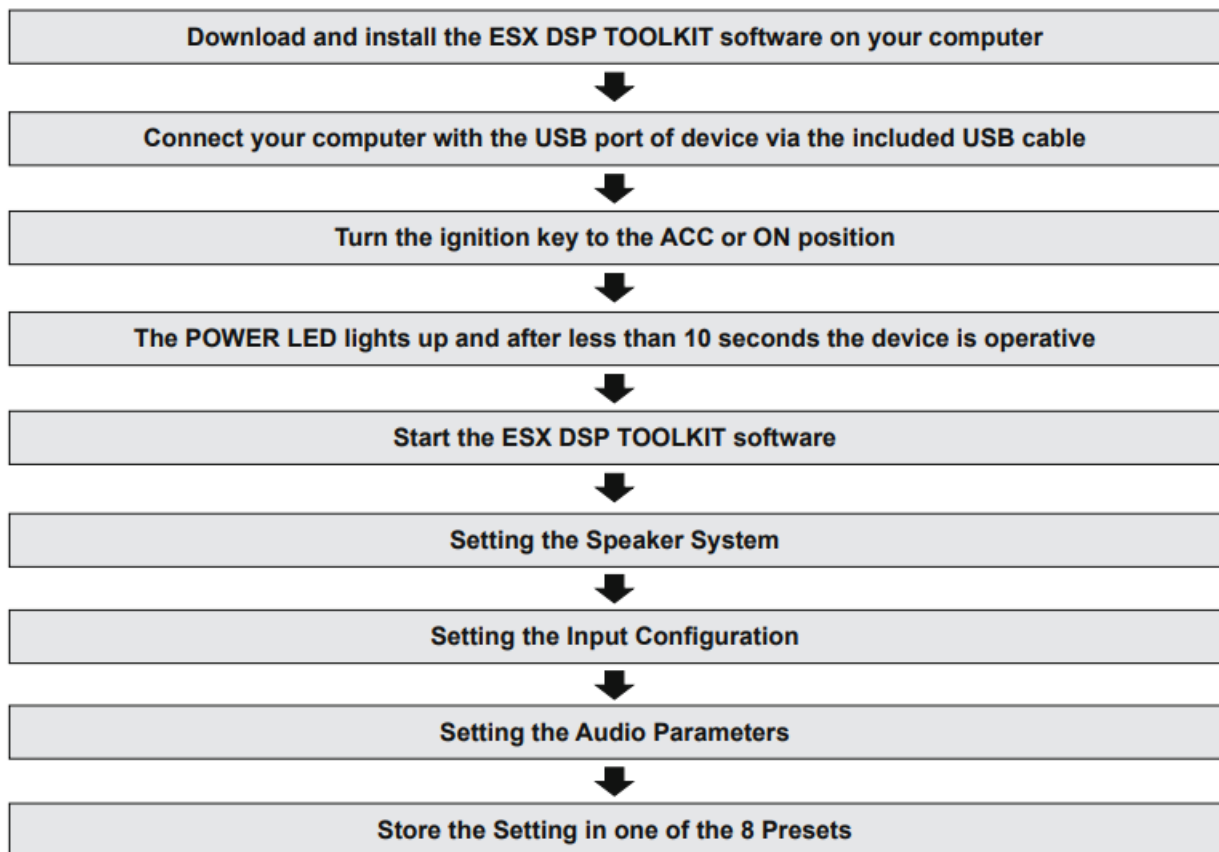 Download and install the ESX DSP TOOLKIT software on your computer
Connect your computer with the USB port of device via the included USB cable
Turn the ignition key to the ACC or ON position
The POWER LED lights up and after less than 10 seconds the device is operative
Start the ESX DSP TOOLKIT software
Setting the Speaker System
Setting the Input Configuration
Setting the Audio Parameters
Store the Setting in one of the 8 Presets